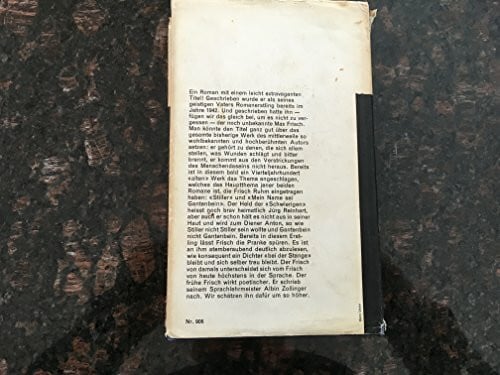 Ein Roman mit einem leicht extravaganten
Titel! Geschrieben wurde er als seines
geistigen Vaters Romanerstling bereits im
Jahre 1942. Und geschrieben hatte ihn —
fügen wir das gleich bei, um es nicht zu ver-
gessen — der noch unbekannte Max Frisch.
Man könnte den Titel ganz gut über das
gesamte bisherige Werk des mittlerweile so
wohlbekannten und hochberühmten Autors
setzen: er gehört zu denen, die sich allem
stellen, was Wunden schlägt und bitter
brennt, er kommt aus den Verstrickungen
des Menschendaseins nicht heraus. Bereits
ist in diesem bald ein Vierteljahrhundert
«alten» Werk das Thema angeschlagen,
welches das Hauptthema jener beiden
Romane ist, die Frisch Ruhm eingetragen
haben: «Stiller» und «Mein Name sei
Gantenbein». Der Held der «Schwierigen»
heisst noch brav heimatlich Jürg Reinhart,
aber auch er schon hält es nicht aus in seiner
Haut und wird zum Diener Anton, so wie
Stiller nicht Stiller sein wollte und Gantenbein
nicht Gantenbein. Bereits in diesem Erst-
ling lässt Frisch die Pranke spüren. Es ist
an ihm atemberaubend deutlich abzulesen,
wie konsequent ein Dichter «bei der Stange»
bleibt und sich selber treu bleibt. Der Frisch
von damals unterscheidet sich vom Frisch
von heute höchstens in der Sprache. Der
frühe Frisch wirkt poetischer. Er schrieb
seinem Sprachlehrmeister Albin Zollinger
nach. Wir schätzen ihn dafür um so höher.
Nr. 908